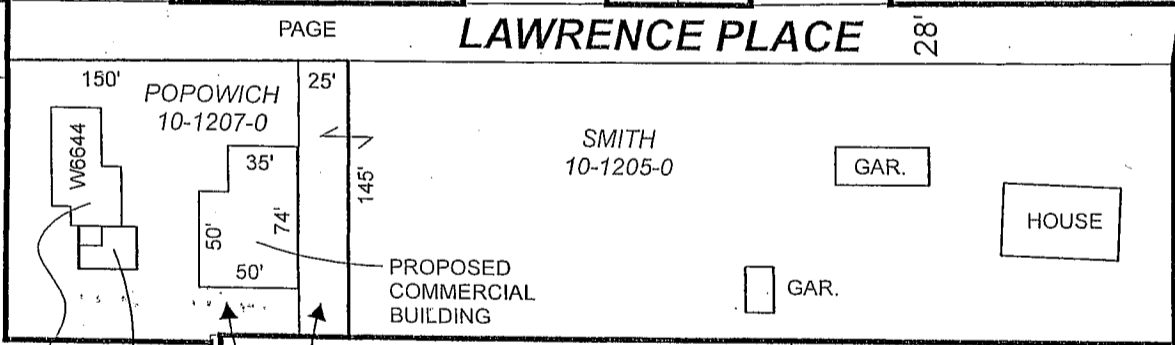 PAGE
LAWRENCE PLACE
28'
150'
POPOWICH
10-1207-0
25'
W6644
35'
50'
74'
50'
145'
SMITH
10-1205-0
GAR.
HOUSE
GAR.
PROPOSED
COMMERCIAL
BUILDING